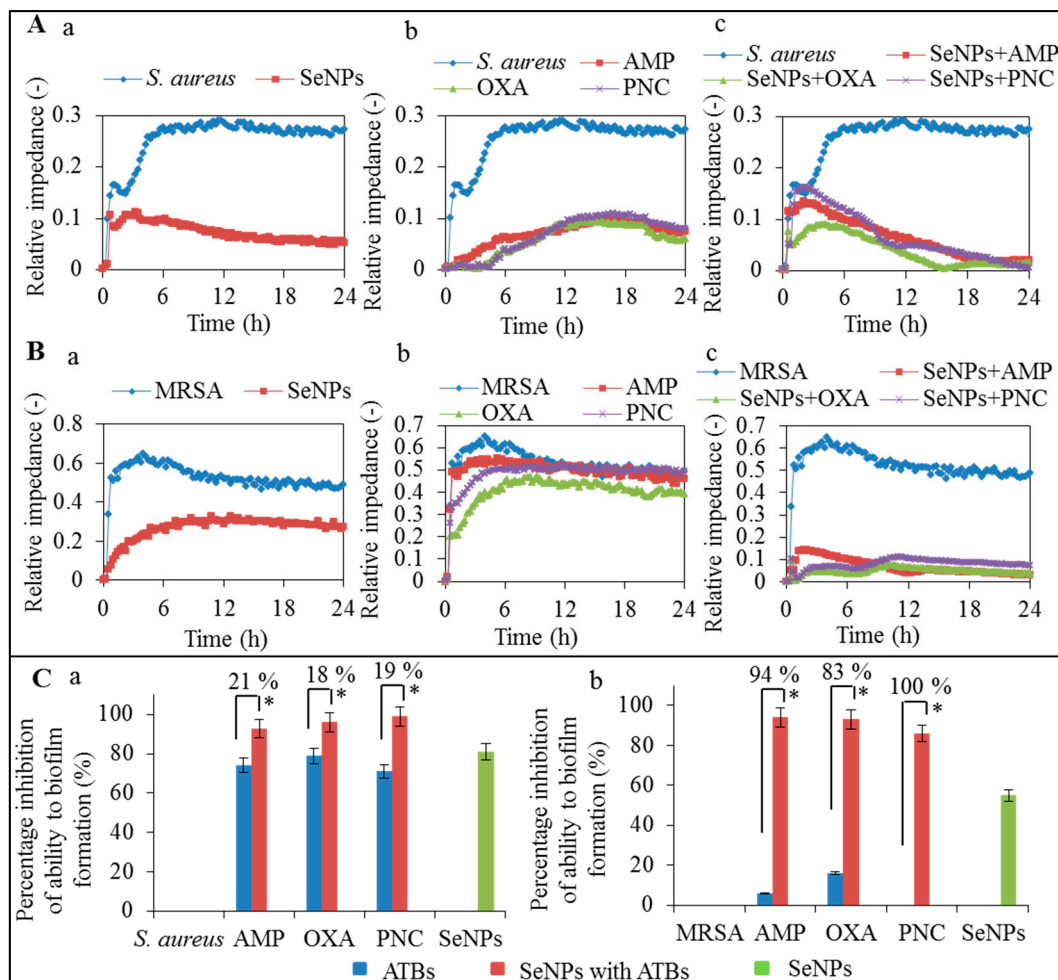 A a b c
S. aureus SeNPs
S. aureus AMP
OXA PNC
S. aureus SeNPs+AMP
SeNPs+OXA SeNPs+PNC
Relative impedance (-)
0.3
0.2
0.1
0
0 6 12 18 24
Time (h)
Relative impedance (-)
0.3
0.2
0.1
0
0 6 12 18 24
Time (h)
Relative impedance (-)
0.3
0.2
0.1
0
0 6 12 18 24
Time (h)
B a b c
MRSA SeNPs
MRSA AMP
OXA PNC
MRSA SeNPs+AMP
SeNPs+OXA SeNPs+PNC
Relative impedance (-)
0.8
0.6
0.4
0.2
0
0 6 12 18 24
Time (h)
Relative impedance (-)
0.7
0.6
0.5
0.4
0.3
0.2
0.1
0
0 6 12 18 24
Time (h)
Relative impedance (-)
0.7
0.6
0.5
0.4
0.3
0.2
0.1
0
0 6 12 18 24
Time (h)
C a
Percentage inhibition
of ability to biofilm
formation (%)
21 % 18 % 19 %
* * *
100
80
60
40
20
0
S. aureus AMP OXA PNC SeNPs
b
Percentage inhibition
of ability to biofilm
formation (%)
94 % 83 % 100 %
* * *
100
80
60
40
20
0
MRSA AMP OXA PNC SeNPs
ATBs SeNPs with ATBs SeNPs